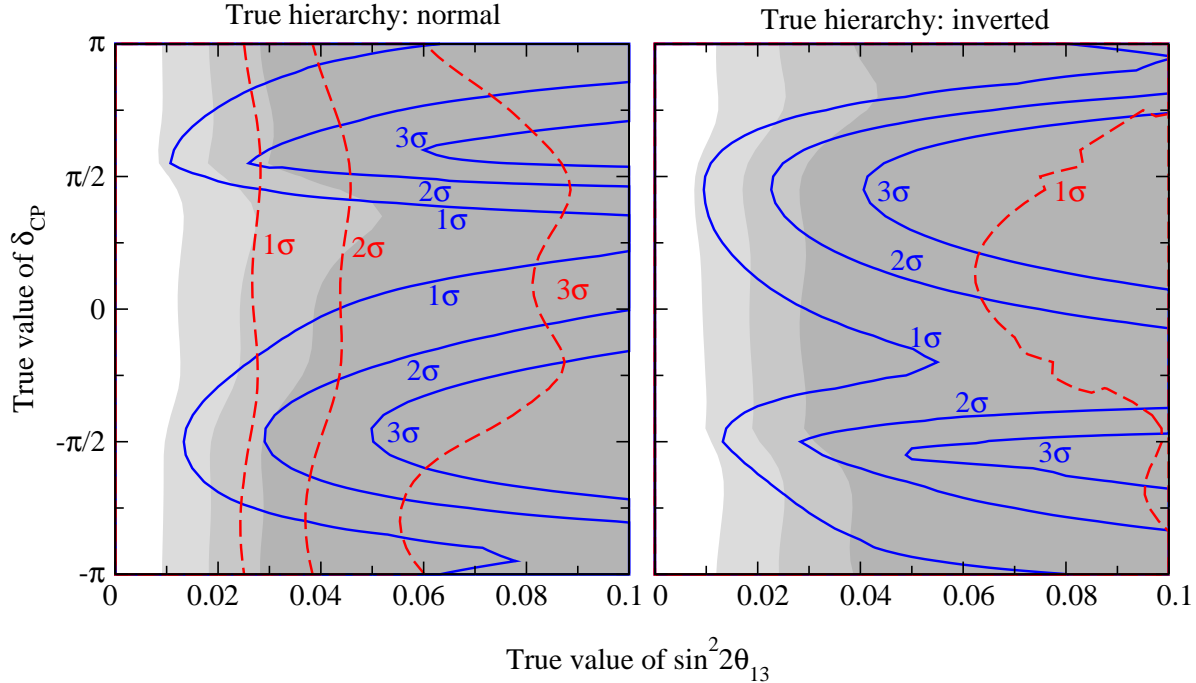 True hierarchy: normal
True hierarchy: inverted
True value of δCP
π
π/2
0
-π/2
-π
3σ
2σ
1σ
1σ
2σ
1σ
3σ
2σ
3σ
3σ
1σ
2σ
1σ
2σ
3σ
0 0.02 0.04 0.06 0.08 0.1
0 0.02 0.04 0.06 0.08 0.1
True value of sin²2θ₁₃